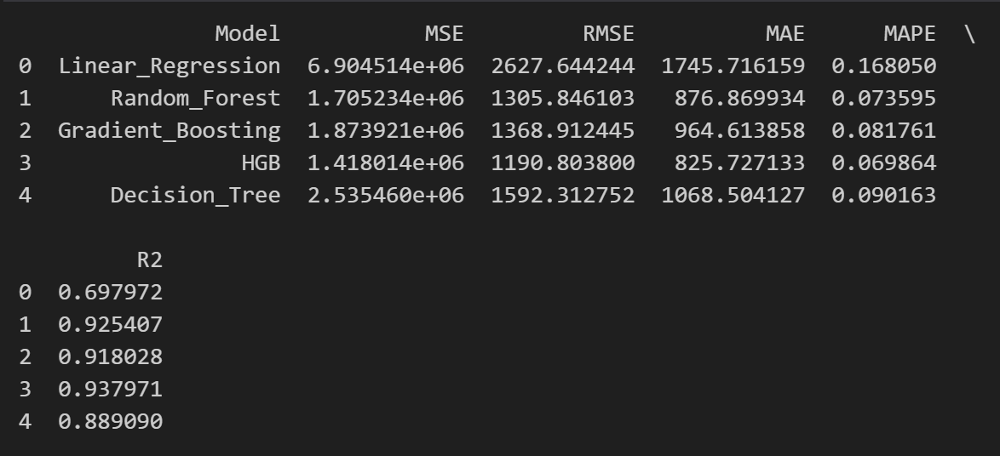 Model MSE RMSE MAE MAPE \
0 Linear_Regression 6.904514e+06 2627.644244 1745.716159 0.168050
1 Random_Forest 1.705234e+06 1305.846103 876.869934 0.073595
2 Gradient_Boosting 1.873921e+06 1368.912445 964.613858 0.081761
3 HGB 1.418014e+06 1190.803800 825.727133 0.069864
4 Decision_Tree 2.535460e+06 1592.312752 1068.504127 0.090163
R2
0 0.697972
1 0.925407
2 0.918028
3 0.937971
4 0.889090